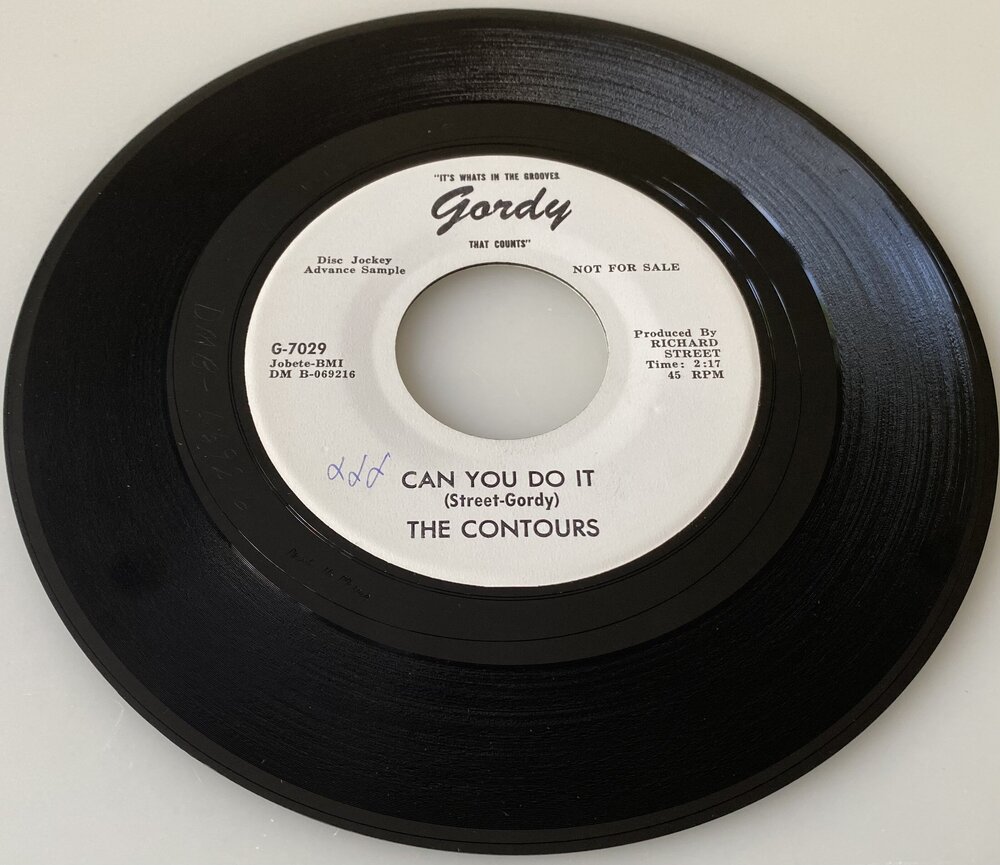 "IT'S WHATS IN THE GROOVES
Gordy
THAT COUNTS"
Disc Jockey
Advance Sample
NOT FOR SALE
G-7029
Jobete-BMI
DM B-069216
Produced By
RICHARD
STREET
Time: 2:17
45 RPM
CAN YOU DO IT
(Street-Gordy)
THE CONTOURS